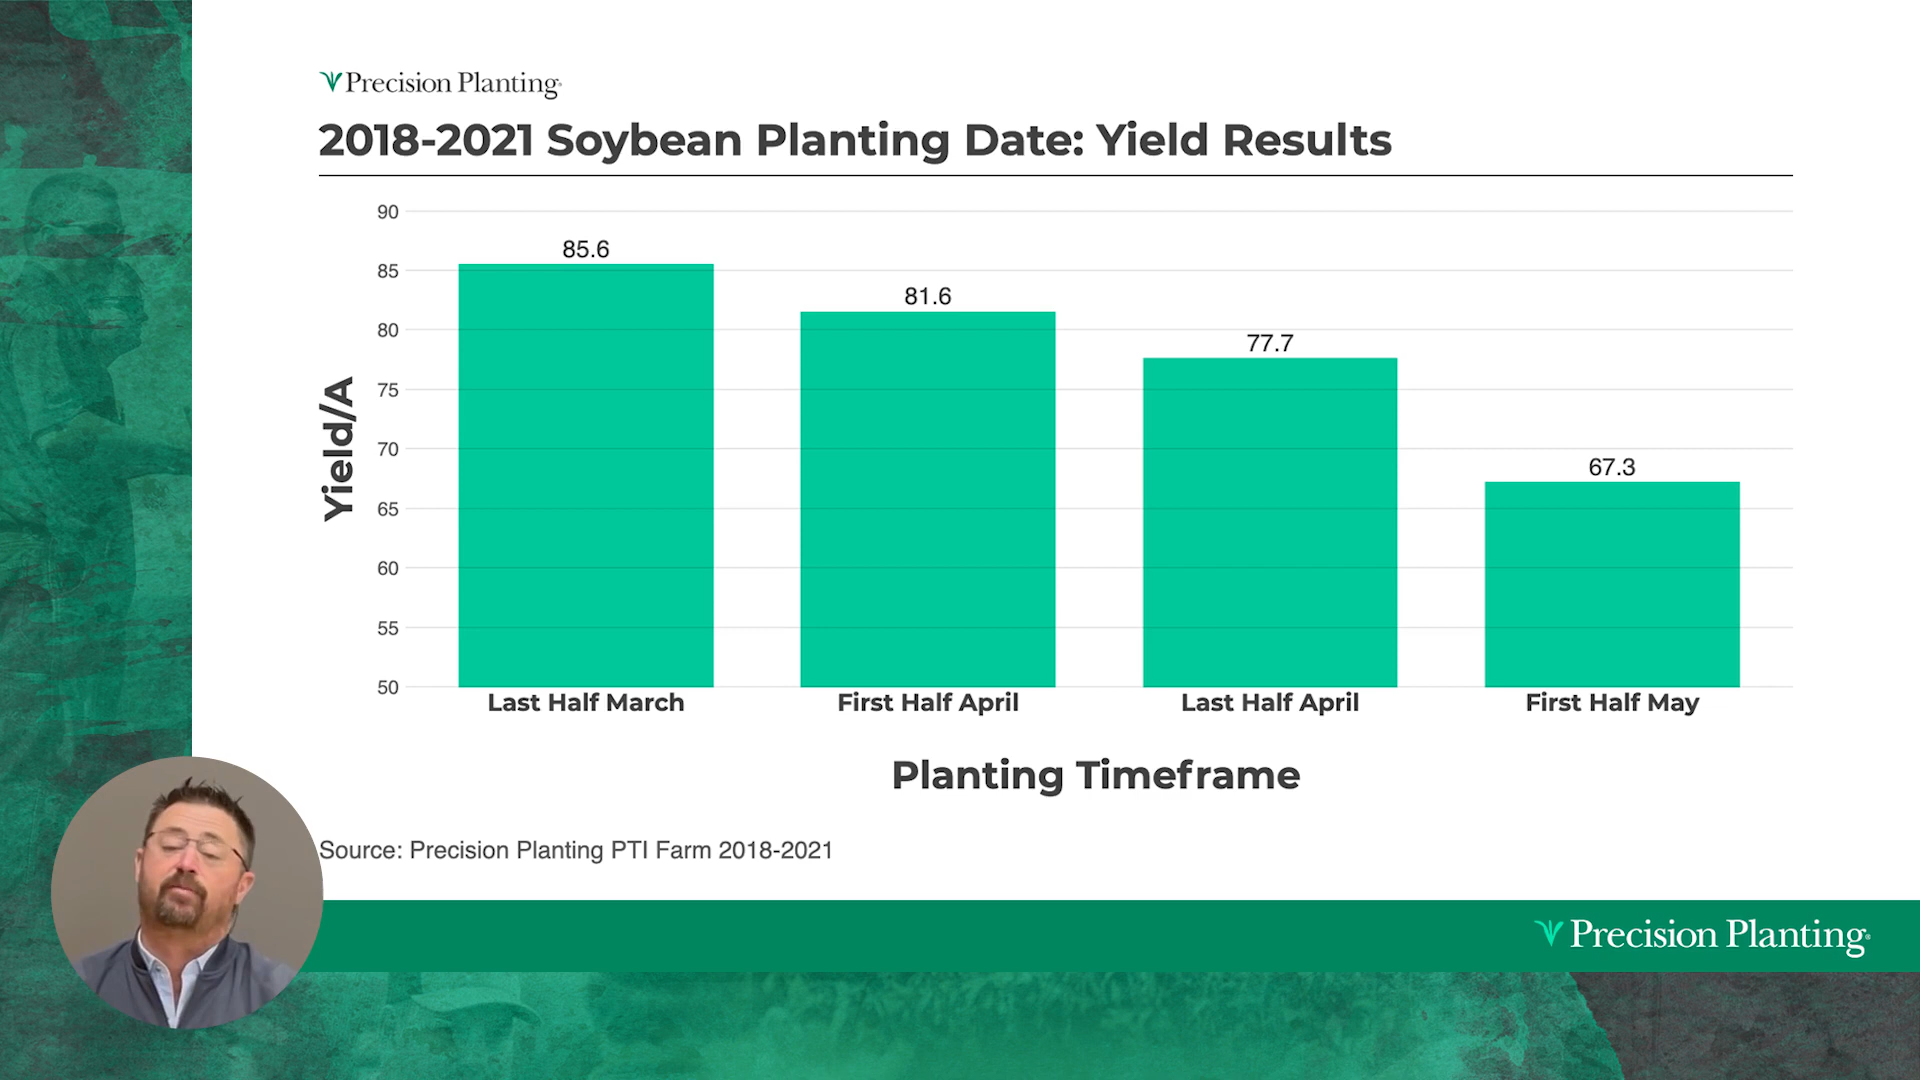 Precision Planting
2018-2021 Soybean Planting Date: Yield Results
90
85
80
75
70
65
60
55
50
Yield/A
85.6
81.6
77.7
67.3
Last Half March
First Half April
Last Half April
First Half May
Planting Timeframe
Source: Precision Planting PTI Farm 2018-2021
Precision Planting